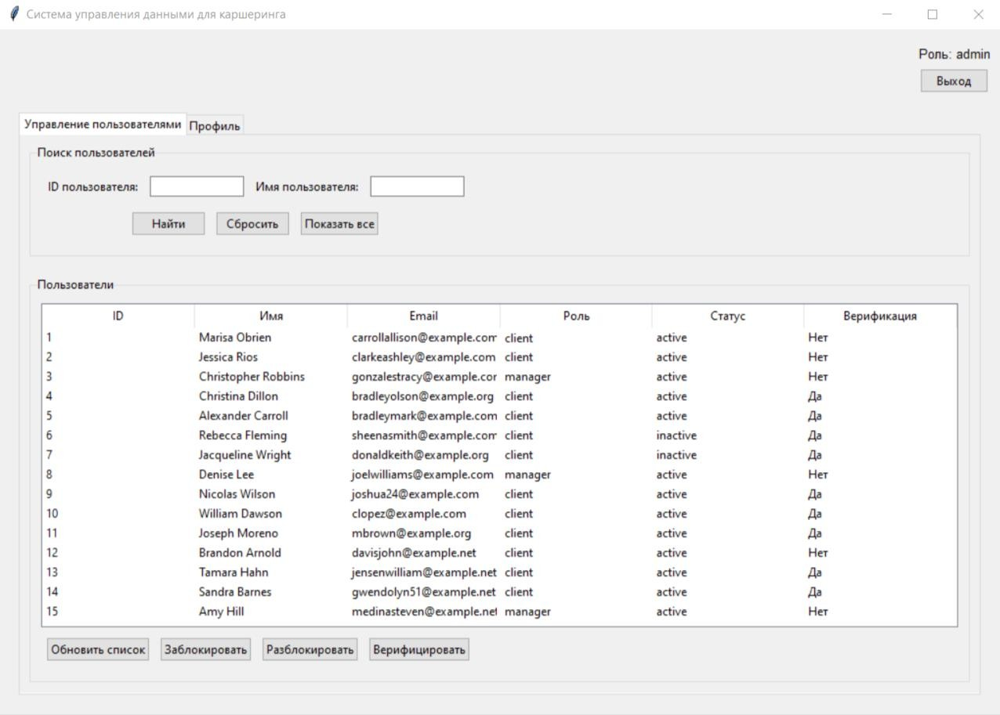 Система управления данными для каршеринга
Роль: admin
Выход
Управление пользователями Профиль
Поиск пользователей
ID пользователя: Имя пользователя:
Найти Сбросить Показать все
Пользователи
ID Имя Email Роль Статус Верификация
1 Marisa Obrien carrollallison@example.com client active Нет
2 Jessica Rios clarkeashley@example.com client active Нет
3 Christopher Robbins gonzalestracy@example.cor manager active Нет
4 Christina Dillon bradleyolson@example.org client active Да
5 Alexander Carroll bradleymark@example.com client active Да
6 Rebecca Fleming sheenasmith@example.com client inactive Да
7 Jacqueline Wright donaldkeith@example.org client inactive Да
8 Denise Lee joelwilliams@example.com manager active Нет
9 Nicolas Wilson joshua24@example.com client active Да
10 William Dawson clopez@example.com client active Да
11 Joseph Moreno mbrown@example.org client active Да
12 Brandon Arnold davisjohn@example.net client active Нет
13 Tamara Hahn jensenwilliam@example.net client active Да
14 Sandra Barnes gwendolyn51@example.net client active Да
15 Amy Hill medinasteven@example.net manager active Нет
Обновить список Заблокировать Разблокировать Верифицировать